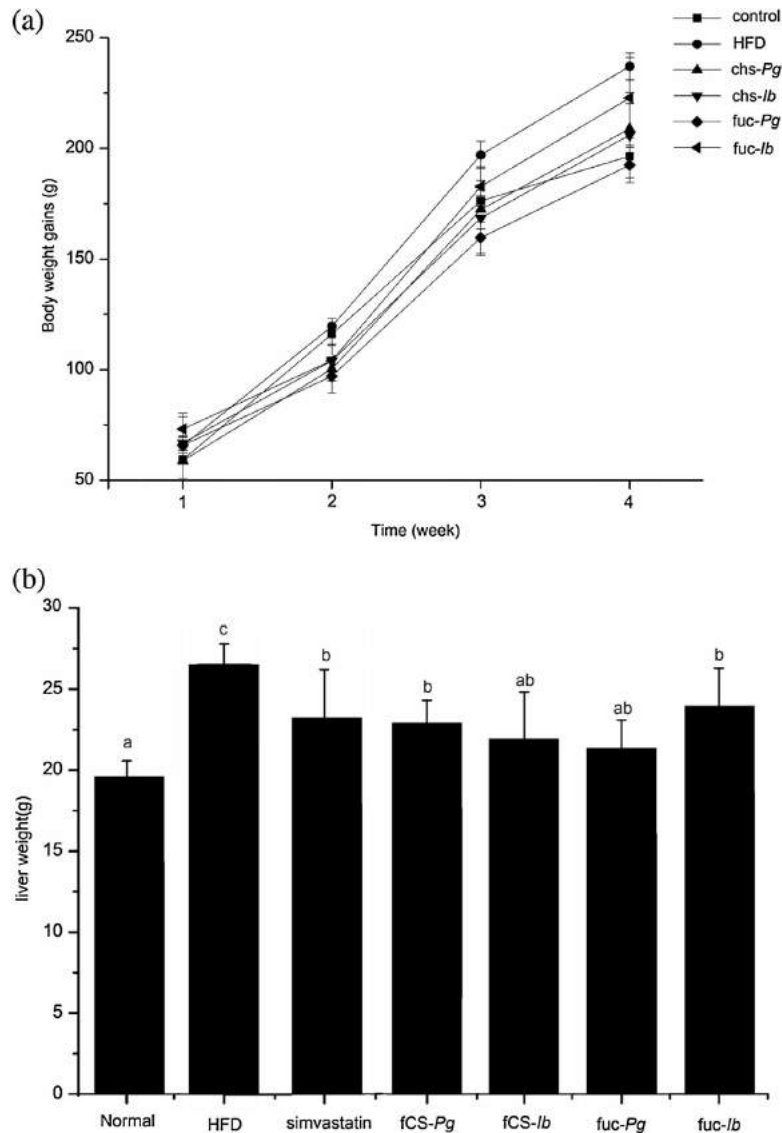 (a)
control
HFD
chs-Pg
chs-Ib
fuc-Pg
fuc-Ib
250
200
150
100
50
Body weight gains (g)
1 2 3 4
Time (week)
(b)
30
25
20
15
10
5
0
liver weight(g)
a c b b ab ab b
Normal HFD simvastatin fCS-Pg fCS-Ib fuc-Pg fuc-Ib